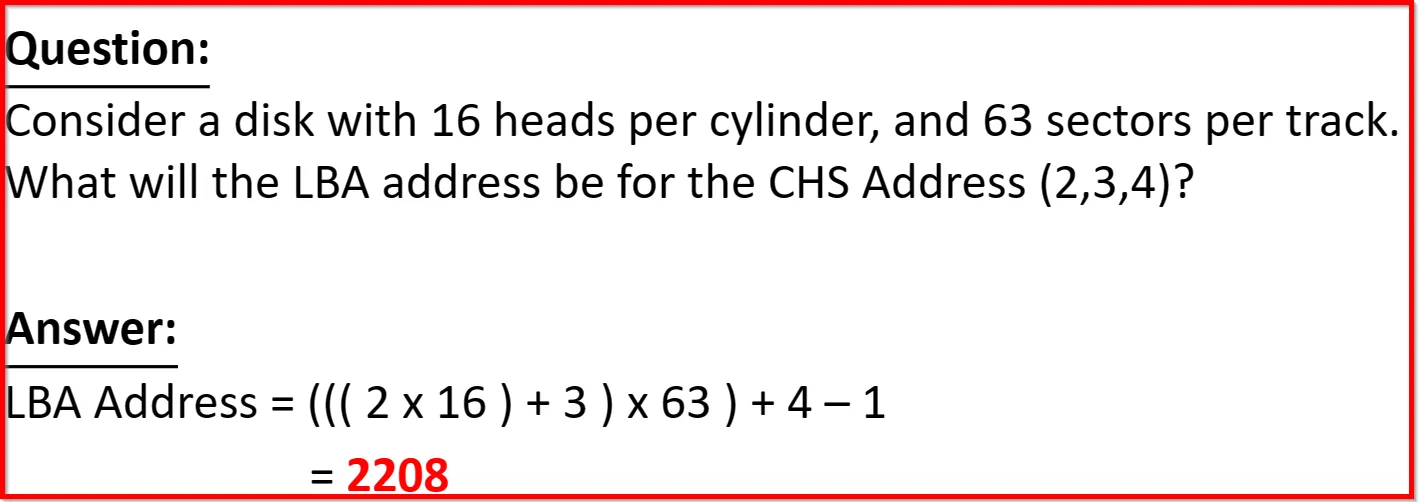 Question:
Consider a disk with 16 heads per cylinder, and 63 sectors per track.
What will the LBA address be for the CHS Address (2,3,4)?
Answer:
LBA Address = ((( 2 x 16 ) + 3 ) x 63 ) + 4 – 1
= 2208